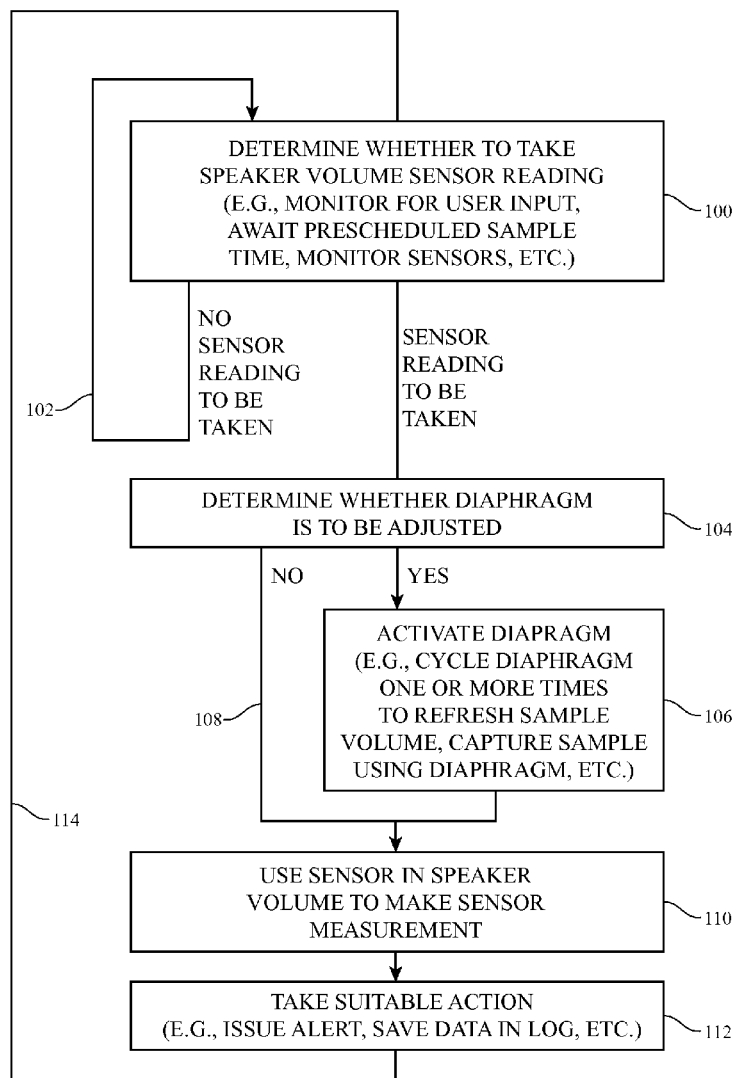 DETERMINE WHETHER TO TAKE
SPEAKER VOLUME SENSOR READING
(E.G., MONITOR FOR USER INPUT,
AWAIT PRESCHEDULED SAMPLE
TIME, MONITOR SENSORS, ETC.)
100
NO
SENSOR
READING
TO BE
TAKEN
102
SENSOR
READING
TO BE
TAKEN
DETERMINE WHETHER DIAPHRAGM
IS TO BE ADJUSTED
104
NO
YES
108
ACTIVATE DIAPRAGM
(E.G., CYCLE DIAPHRAGM
ONE OR MORE TIMES
TO REFRESH SAMPLE
VOLUME, CAPTURE SAMPLE
USING DIAPHRAGM, ETC.)
106
114
USE SENSOR IN SPEAKER
VOLUME TO MAKE SENSOR
MEASUREMENT
110
TAKE SUITABLE ACTION
(E.G., ISSUE ALERT, SAVE DATA IN LOG, ETC.)
112